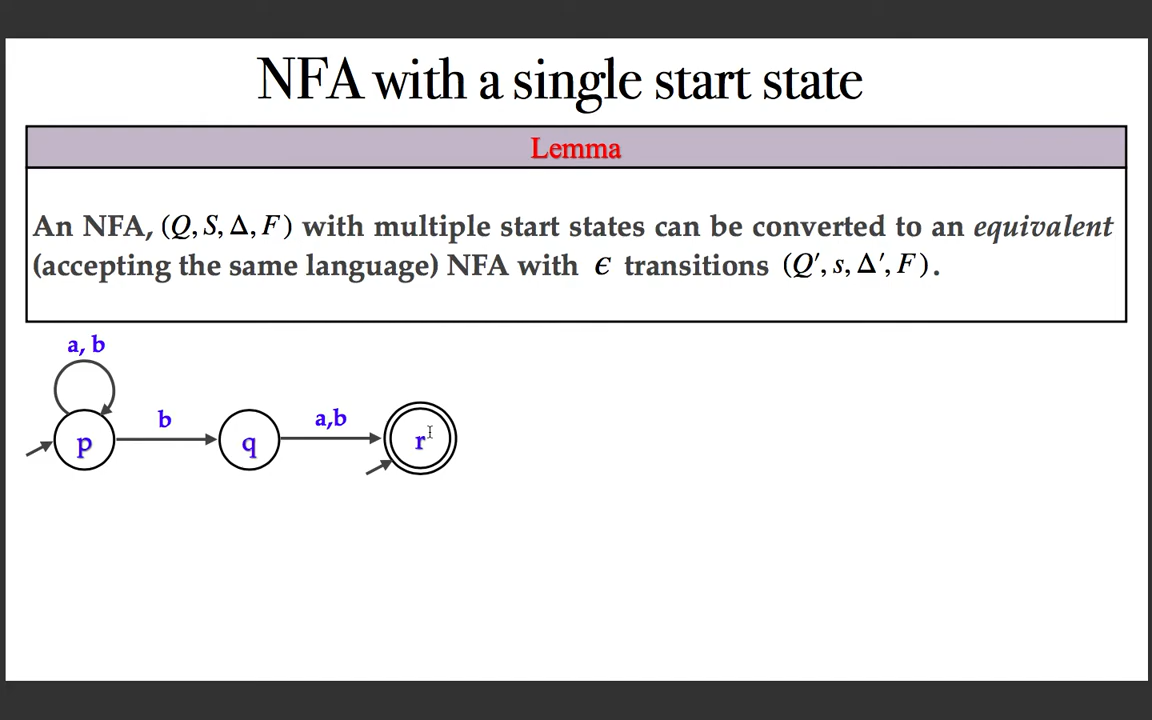 NFA with a single start state
Lemma
An NFA, (Q, S, Δ, F) with multiple start states can be converted to an equivalent
(accepting the same language) NFA with ϵ transitions (Q′, s, Δ′, F).
a, b
b
a,b
p
q
r